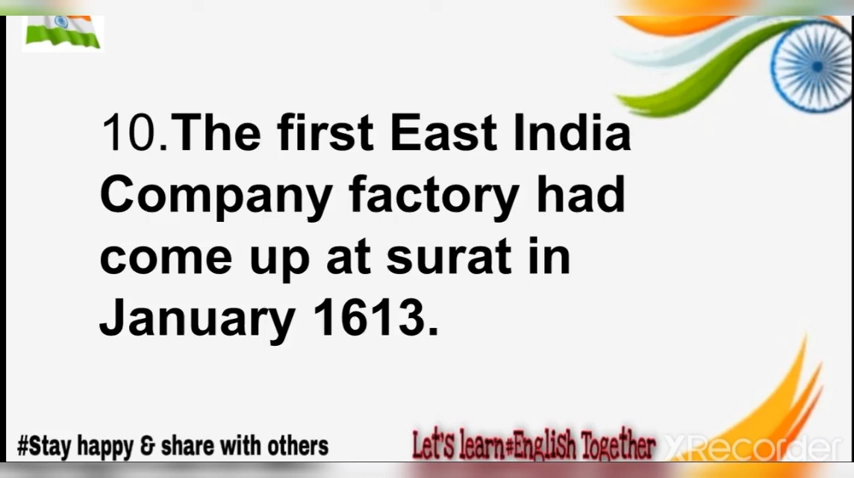 10.The first East India
Company factory had
come up at surat in
January 1613.
#Stay happy & share with others
Let's learn#English Together
XRecorder